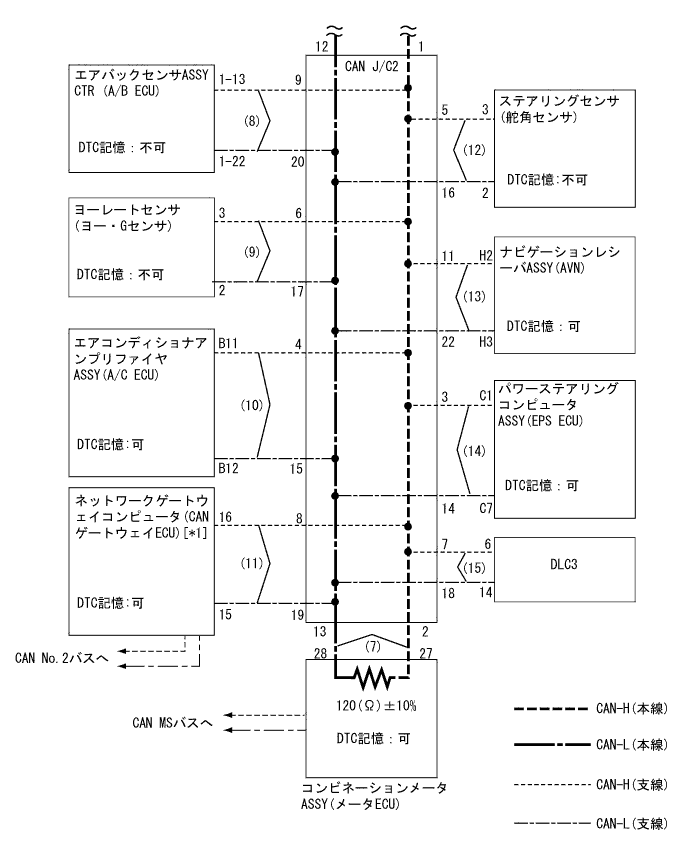 12
1
CAN J/C2
エアバックセンサASSY
CTR (A/B ECU)
DTC記憶：不可
1-13
9
(8)
1-22
20
ステアリングセンサ
(舵角センサ)
DTC記憶:不可
5
3
(12)
16
2
ヨーレートセンサ
(ヨー・Gセンサ)
DTC記憶：不可
3
6
(9)
2
17
ナビゲーションレシ
ーバASSY(AVN)
DTC記憶：可
11
H2
(13)
22
H3
エアコンディショナア
ンプリファイヤ
ASSY(A/C ECU)
DTC記憶:可
B11
4
(10)
B12
15
パワーステアリング
コンピュータ
ASSY(EPS ECU)
DTC記憶：可
3
C1
(14)
14
C7
ネットワークゲートウ
ェイコンピュータ(CAN
ゲートウェイECU)[*1]
DTC記憶:可
16
8
(11)
15
19
DLC3
7
6
(15)
18
14
13
2
(7)
28
27
CAN No.2バスへ
CAN MSバスへ
120(Ω)±10%
DTC記憶：可
コンビネーションメータ
ASSY(メータECU)
CAN-H(本線)
CAN-L(本線)
CAN-H(支線)
CAN-L(支線)